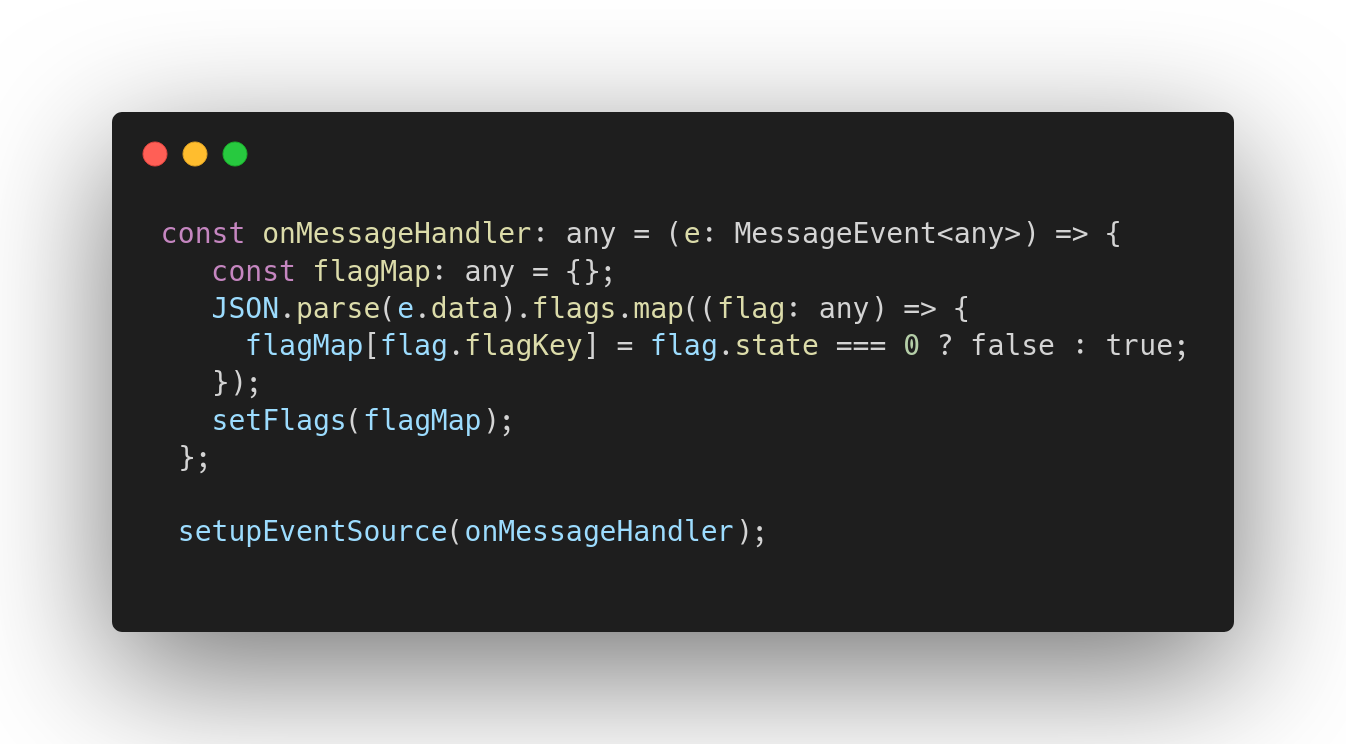 const onMessageHandler: any = (e: MessageEvent<any>) => {
   const flagMap: any = {};
   JSON.parse(e.data).flags.map((flag: any) => {
     flagMap[flag.flagKey] = flag.state === 0 ? false : true;
   });
   setFlags(flagMap);
 };

 setupEventSource(onMessageHandler);